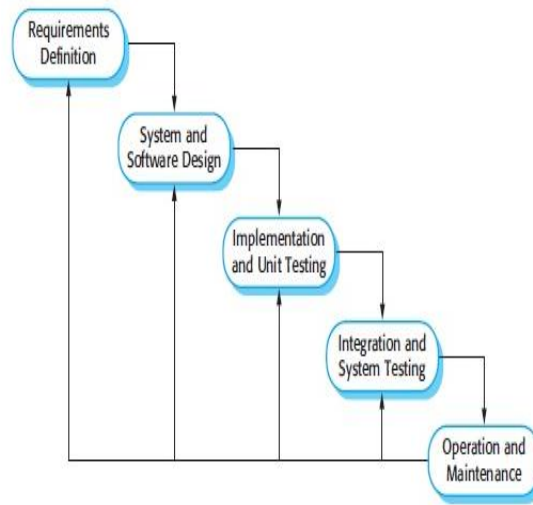 Requirements
Definition
System and
Software Design
Implementation
and Unit Testing
Integration and
System Testing
Operation and
Maintenance